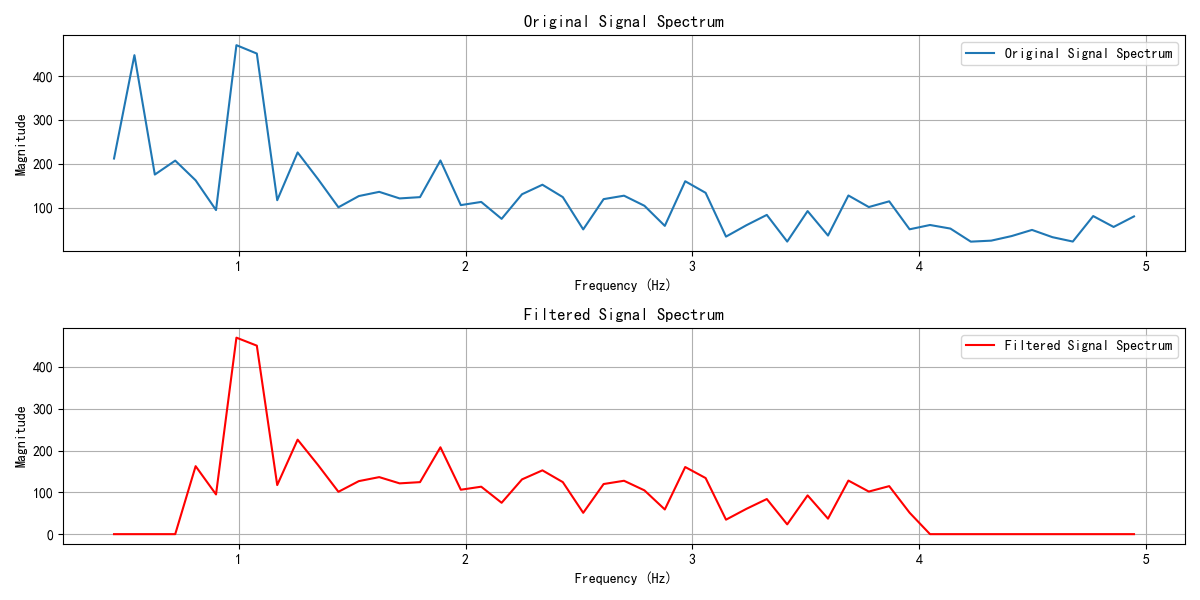 Original Signal Spectrum
Original Signal Spectrum
Magnitude
400
300
200
100
1 2 3 4 5
Frequency (Hz)
Filtered Signal Spectrum
Filtered Signal Spectrum
Magnitude
400
300
200
100
0
1 2 3 4 5
Frequency (Hz)